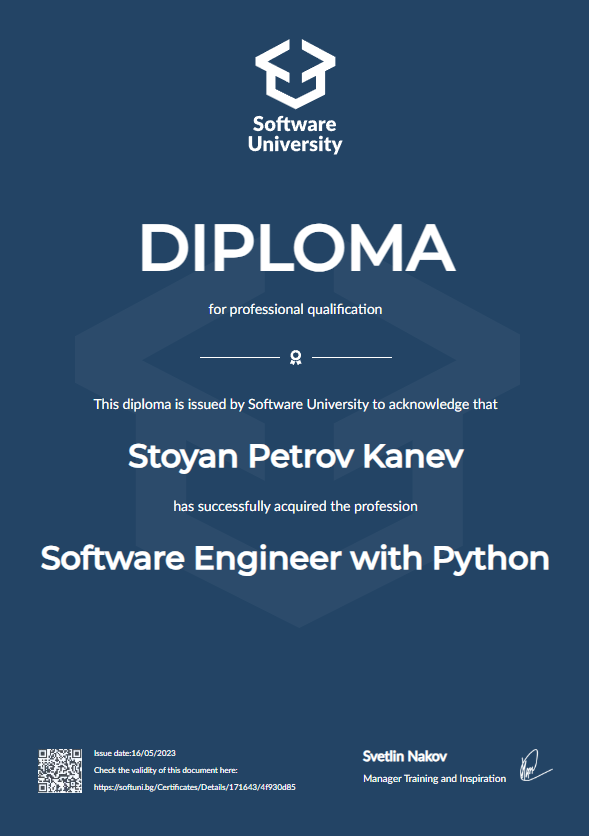 Software
University
DIPLOMA
for professional qualification
This diploma is issued by Software University to acknowledge that
Stoyan Petrov Kanev
has successfully acquired the profession
Software Engineer with Python
Issue date:16/05/2023
Check the validity of this document here:
https://softuni.bg/Certificates/Details/171643/4f930d85
Svetlin Nakov
Manager Training and Inspiration